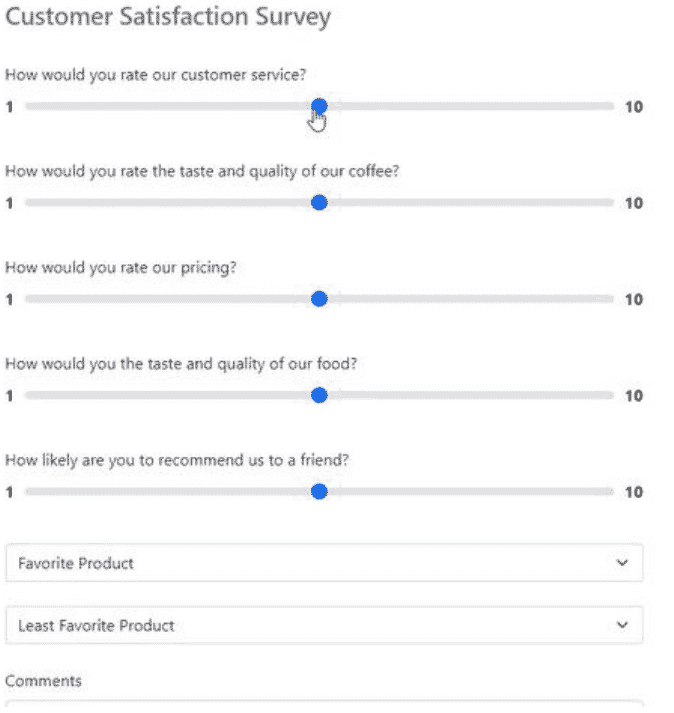 Customer Satisfaction Survey
How would you rate our customer service?
1 10
How would you rate the taste and quality of our coffee?
1 10
How would you rate our pricing?
1 10
How would you the taste and quality of our food?
1 10
How likely are you to recommend us to a friend?
1 10
Favorite Product
Least Favorite Product
Comments